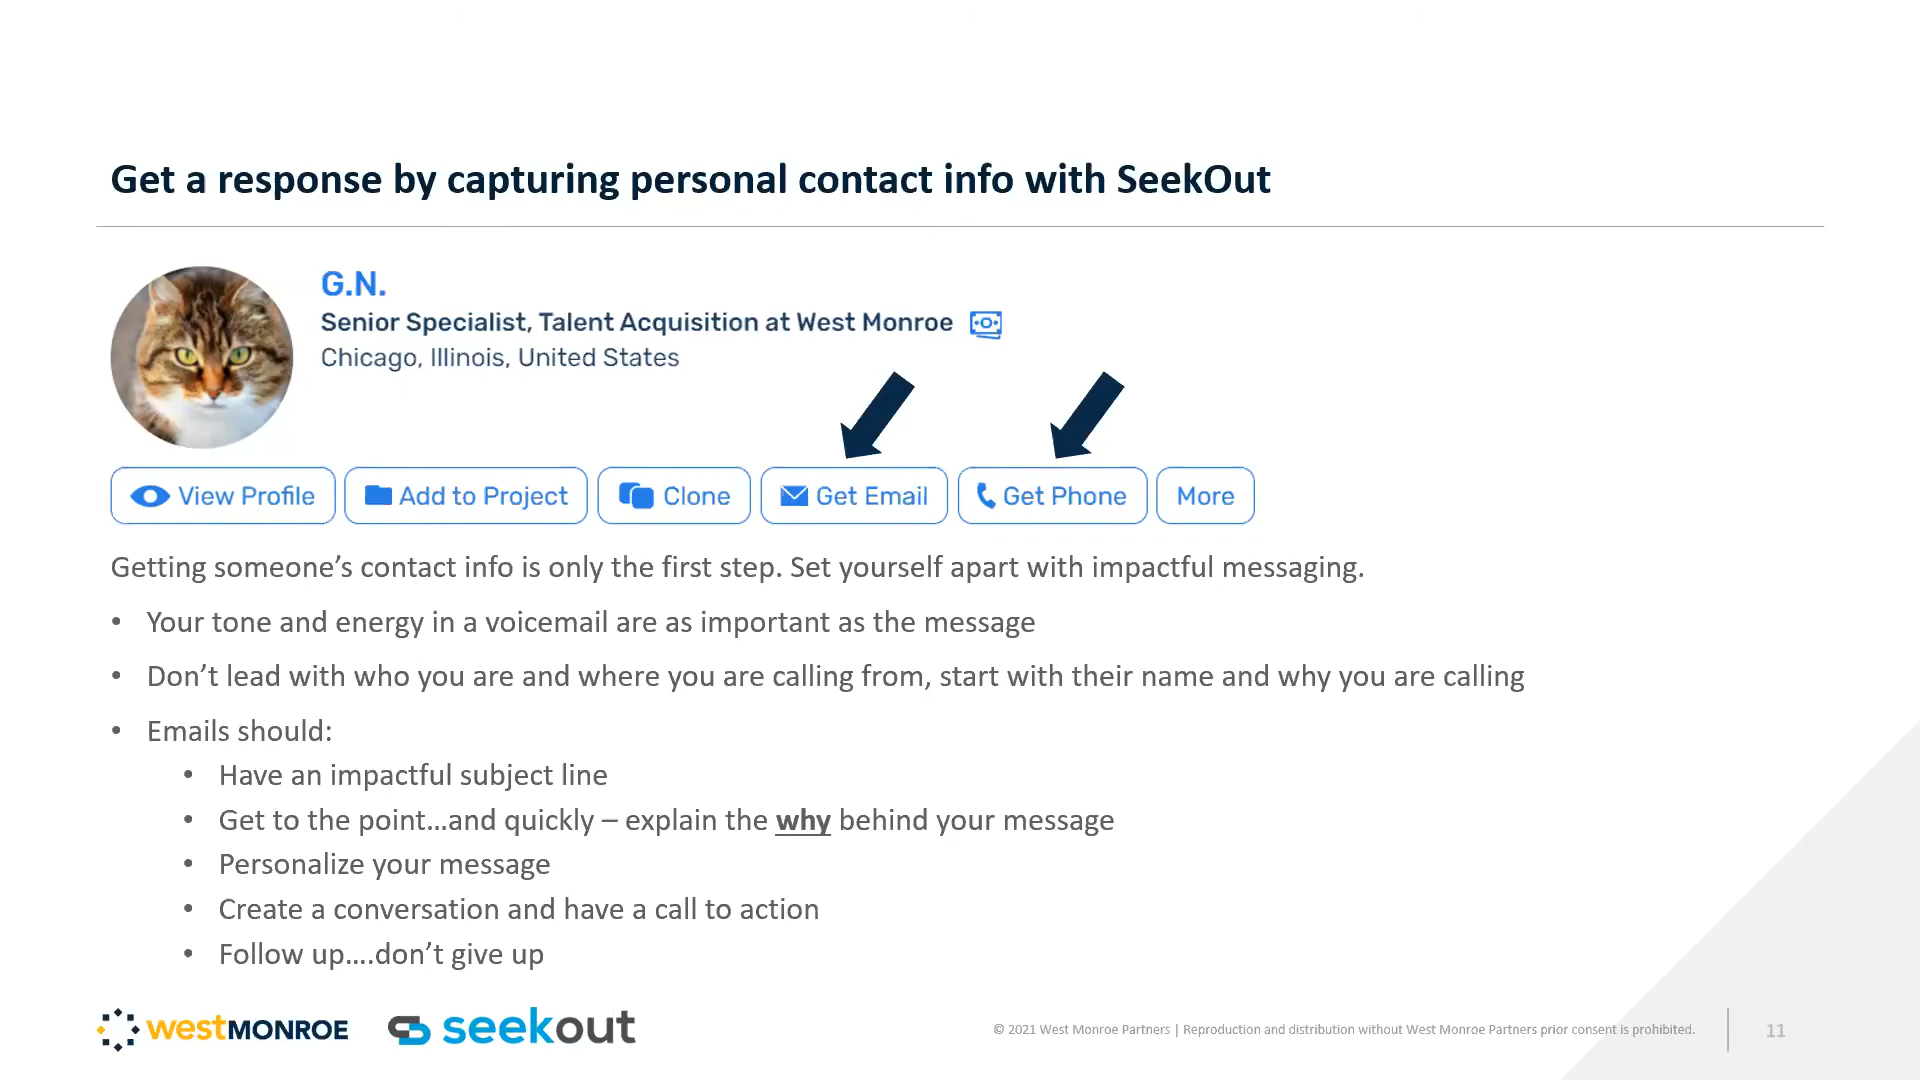 Get a response by capturing personal contact info with SeekOut
G.N.
Senior Specialist, Talent Acquisition at West Monroe
Chicago, Illinois, United States
View Profile
Add to Project
Clone
Get Email
Get Phone
More
Getting someone’s contact info is only the first step. Set yourself apart with impactful messaging.
• Your tone and energy in a voicemail are as important as the message
• Don’t lead with who you are and where you are calling from, start with their name and why you are calling
• Emails should:
• Have an impactful subject line
• Get to the point…and quickly – explain the why behind your message
• Personalize your message
• Create a conversation and have a call to action
• Follow up….don’t give up
westMONROE
seekout
© 2021 West Monroe Partners | Reproduction and distribution without West Monroe Partners prior consent is prohibited.
11